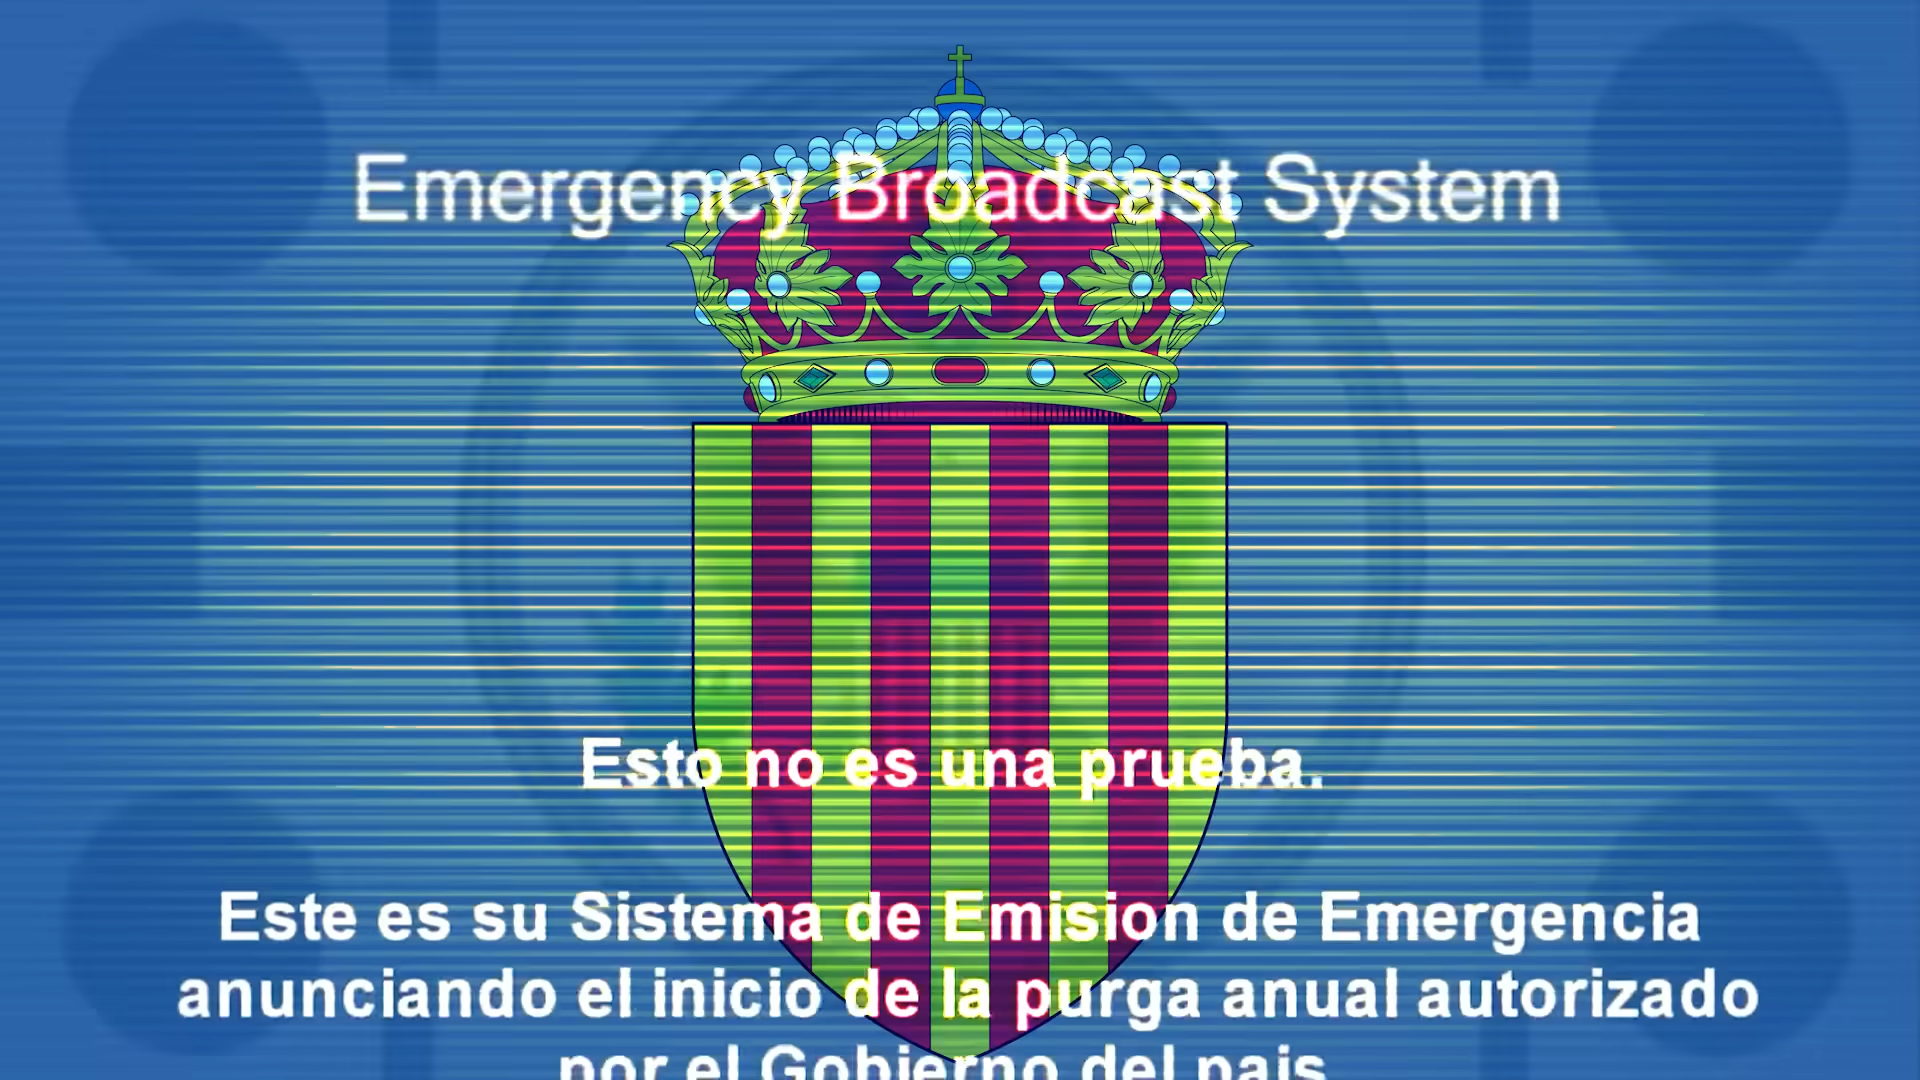 Emergency Broadcast System
Esto no es una prueba.
Este es su Sistema de Emision de Emergencia
anunciando el inicio de la purga anual autorizado
por el Gobierno del pais